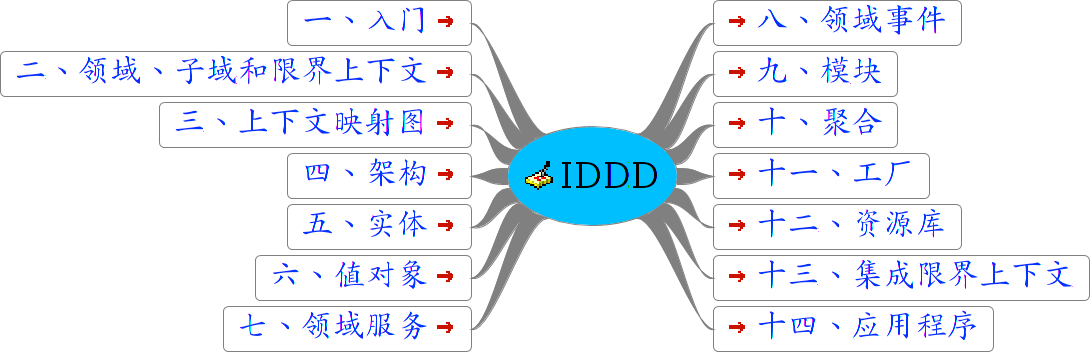 一、入门
二、领域、子域和限界上下文
三、上下文映射图
四、架构
五、实体
六、值对象
七、领域服务
IDDD
八、领域事件
九、模块
十、聚合
十一、工厂
十二、资源库
十三、集成限界上下文
十四、应用程序